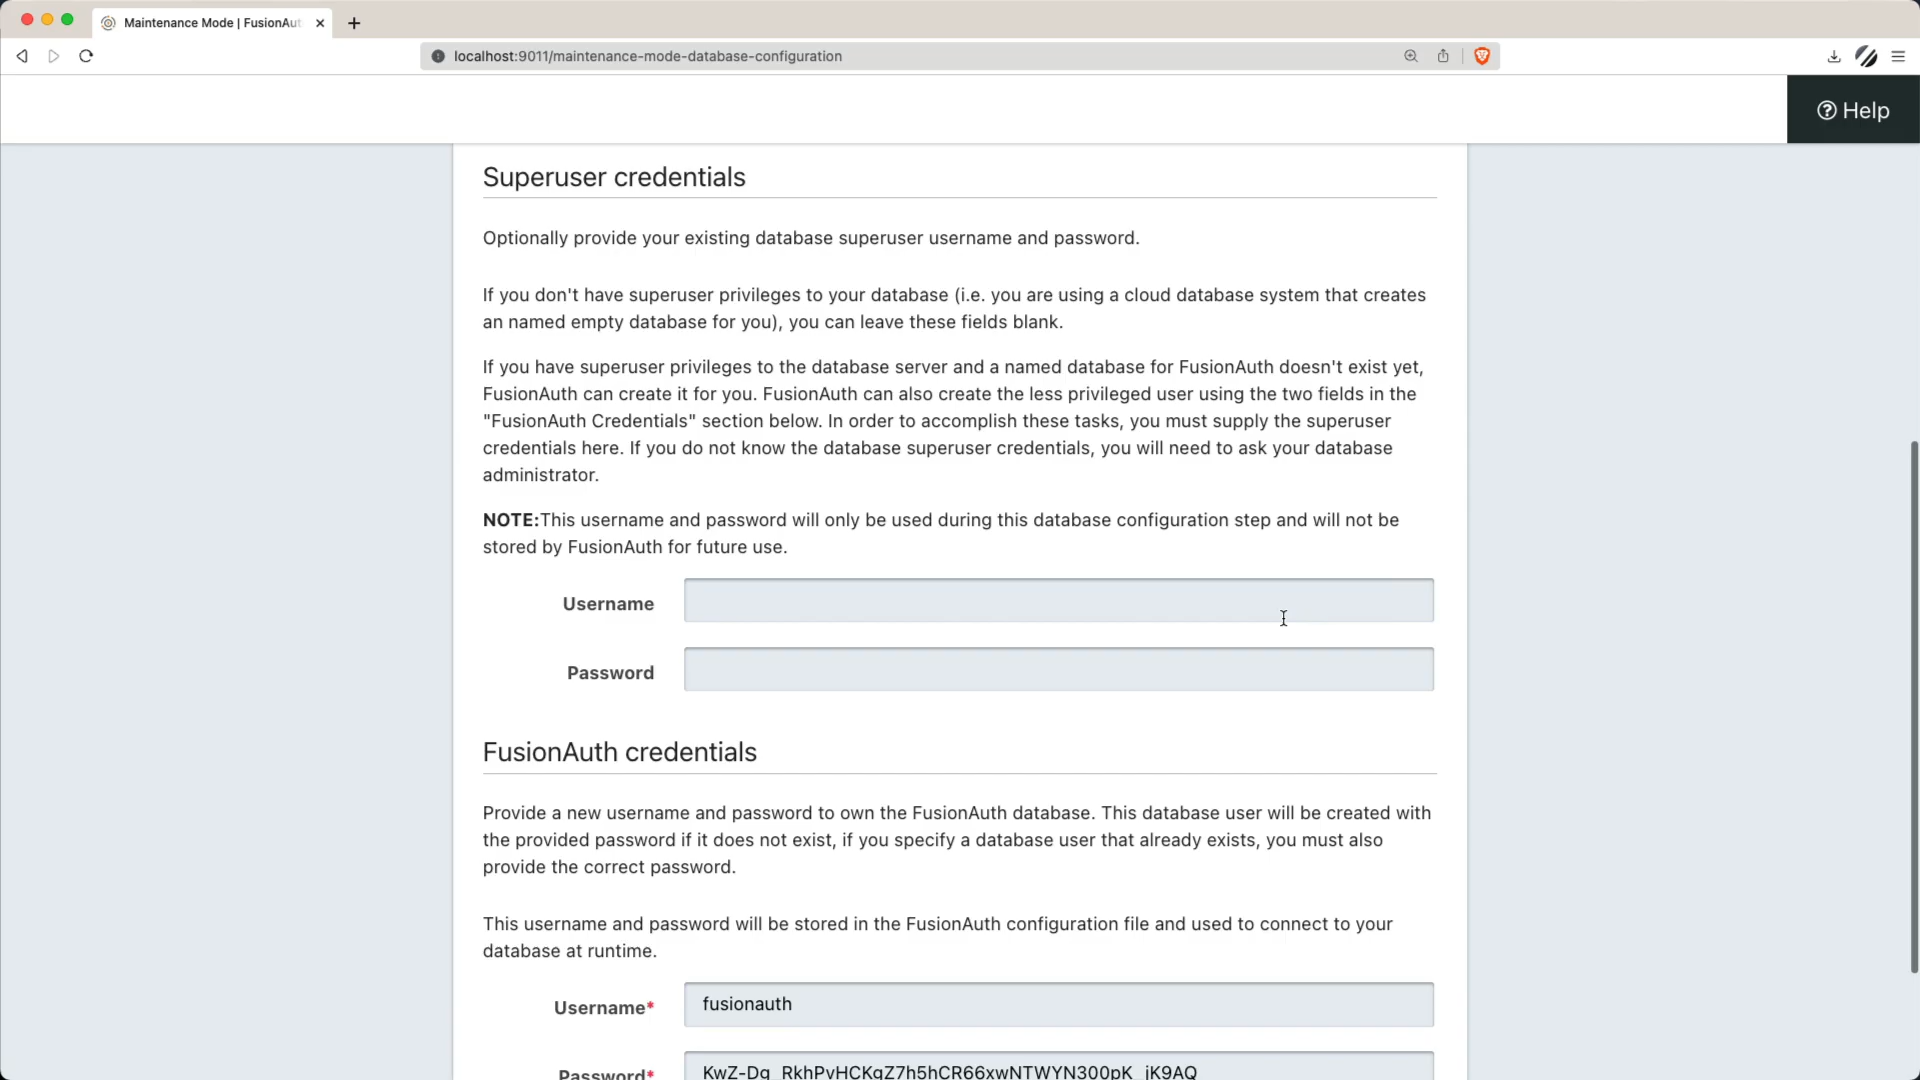 Maintenance Mode | FusionAut
localhost:9011/maintenance-mode-database-configuration
Help
Superuser credentials
Optionally provide your existing database superuser username and password.
If you don't have superuser privileges to your database (i.e. you are using a cloud database system that creates
an named empty database for you), you can leave these fields blank.
If you have superuser privileges to the database server and a named database for FusionAuth doesn't exist yet,
FusionAuth can create it for you. FusionAuth can also create the less privileged user using the two fields in the
"FusionAuth Credentials" section below. In order to accomplish these tasks, you must supply the superuser
credentials here. If you do not know the database superuser credentials, you will need to ask your database
administrator.
NOTE:This username and password will only be used during this database configuration step and will not be
stored by FusionAuth for future use.
Username
Password
FusionAuth credentials
Provide a new username and password to own the FusionAuth database. This database user will be created with
the provided password if it does not exist, if you specify a database user that already exists, you must also
provide the correct password.
This username and password will be stored in the FusionAuth configuration file and used to connect to your
database at runtime.
Username* fusionauth
Password*